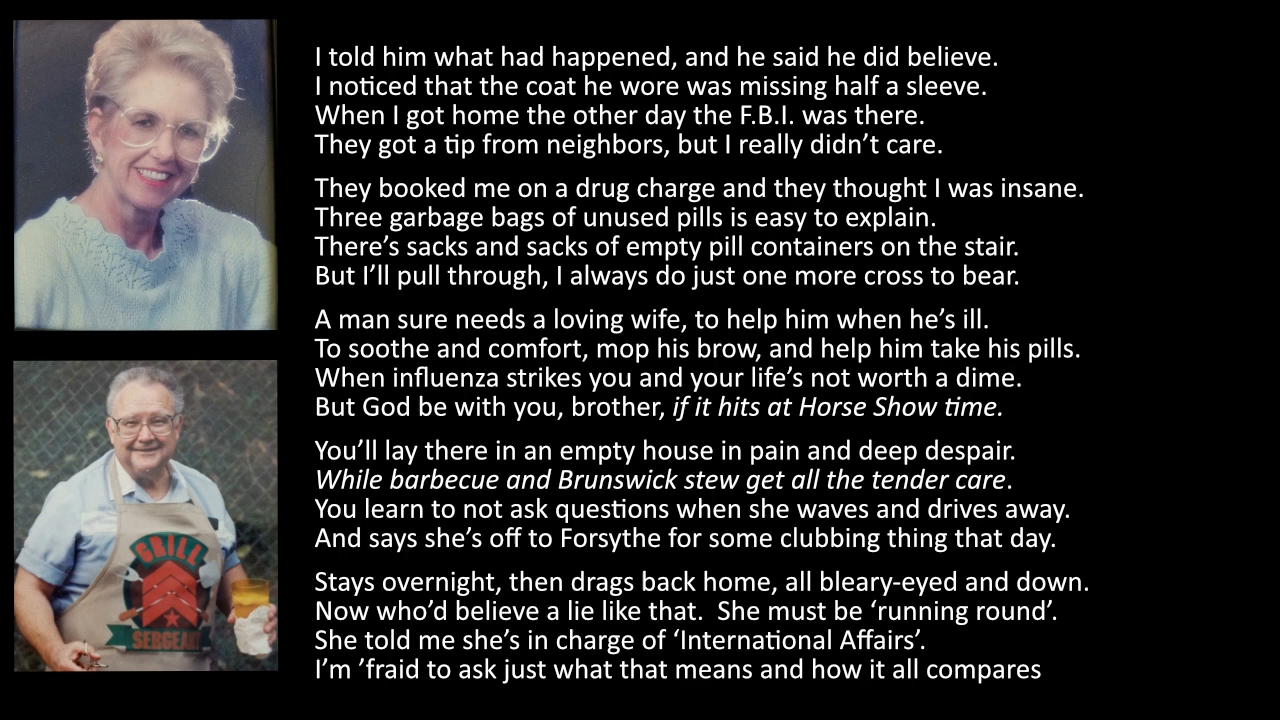 I told him what had happened, and he said he did believe.
I noticed that the coat he wore was missing half a sleeve.
When I got home the other day the F.B.I. was there.
They got a tip from neighbors, but I really didn’t care.
They booked me on a drug charge and they thought I was insane.
Three garbage bags of unused pills is easy to explain.
There’s sacks and sacks of empty pill containers on the stair.
But I’ll pull through, I always do just one more cross to bear.
A man sure needs a loving wife, to help him when he’s ill.
To soothe and comfort, mop his brow, and help him take his pills.
When influenza strikes you and your life’s not worth a dime.
But God be with you, brother, if it hits at Horse Show time.
You’ll lay there in an empty house in pain and deep despair.
While barbecue and Brunswick stew get all the tender care.
You learn to not ask questions when she waves and drives away.
And says she’s off to Forsythe for some clubbing thing that day.
Stays overnight, then drags back home, all bleary-eyed and down.
Now who’d believe a lie like that.  She must be ‘running round’.
She told me she’s in charge of ‘International Affairs’.
I’m ’fraid to ask just what that means and how it all compares
GRILL
SERGEANT